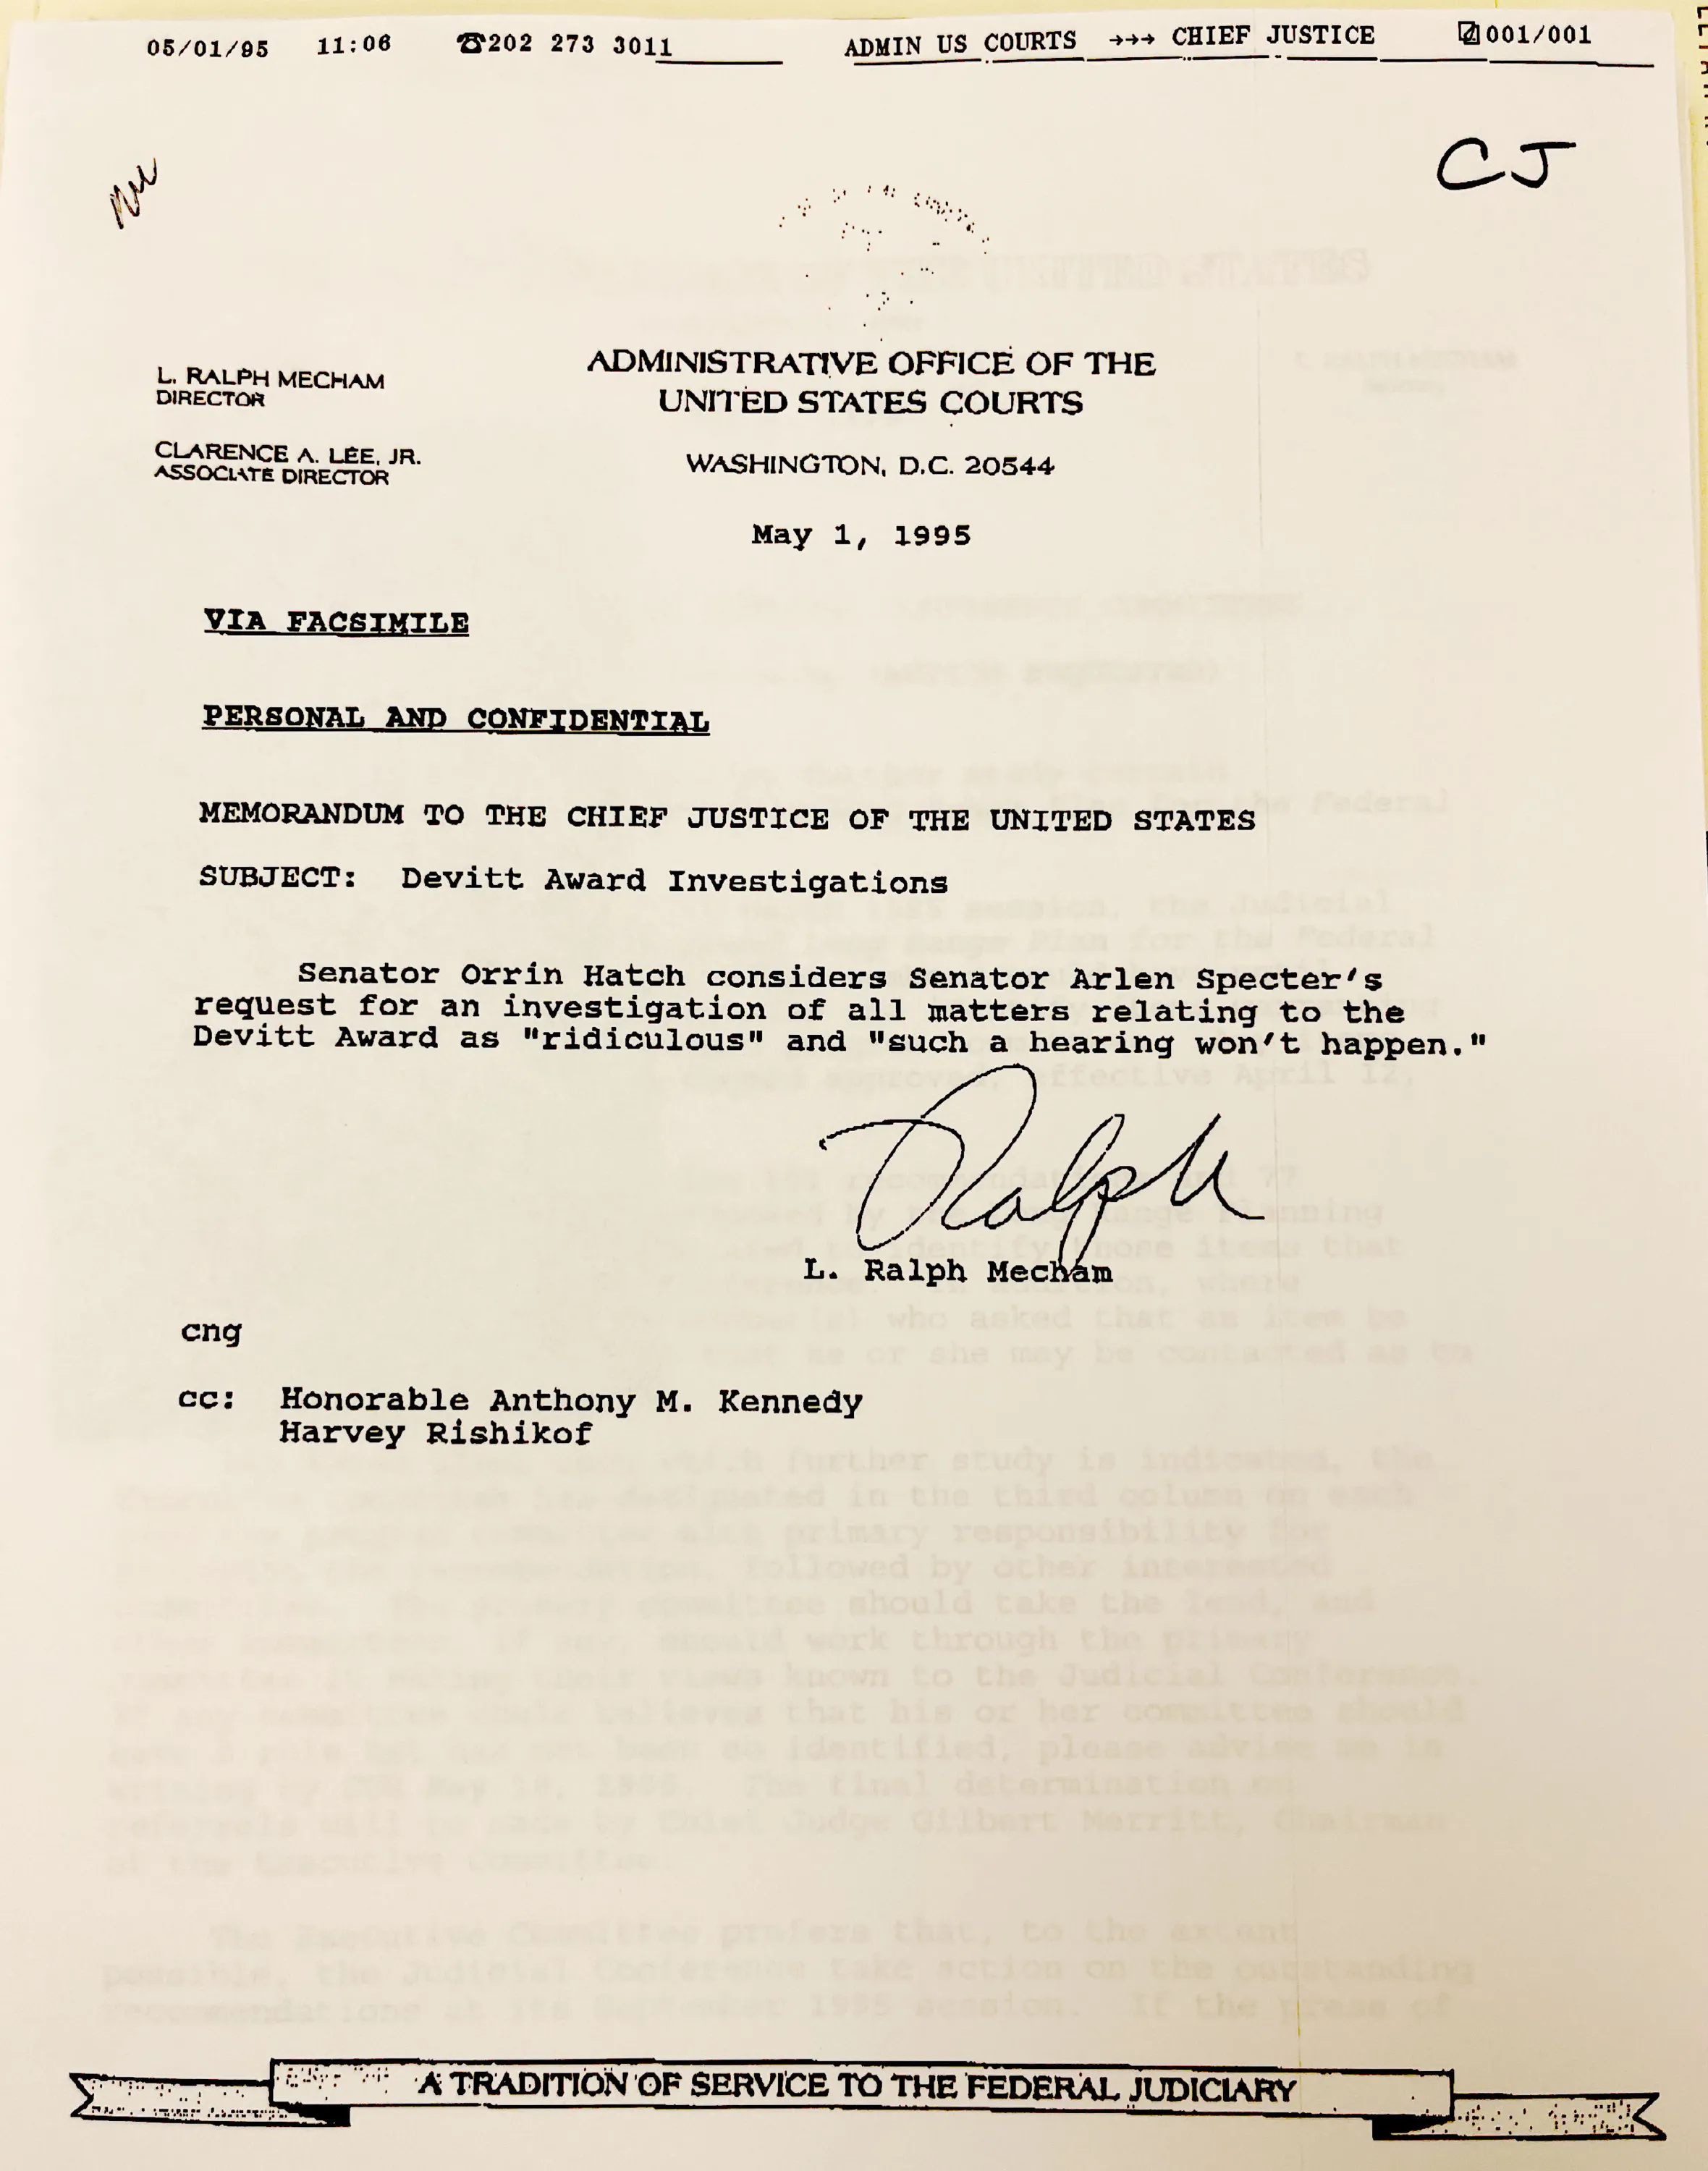 05/01/95 11:06 ☎202 273 3011 ADMIN US COURTS →→→ CHIEF JUSTICE 001/001
CJ
L. RALPH MECHAM
DIRECTOR
CLARENCE A. LEE, JR.
ASSOCIATE DIRECTOR
ADMINISTRATIVE OFFICE OF THE
UNITED STATES COURTS
WASHINGTON, D.C. 20544
May 1, 1995
VIA FACSIMILE
PERSONAL AND CONFIDENTIAL
MEMORANDUM TO THE CHIEF JUSTICE OF THE UNITED STATES
SUBJECT: Devitt Award Investigations
Senator Orrin Hatch considers Senator Arlen Specter's
request for an investigation of all matters relating to the
Devitt Award as "ridiculous" and "such a hearing won't happen."
Ralph
L. Ralph Mecham
cng
cc: Honorable Anthony M. Kennedy
Harvey Rishikof
A TRADITION OF SERVICE TO THE FEDERAL JUDICIARY